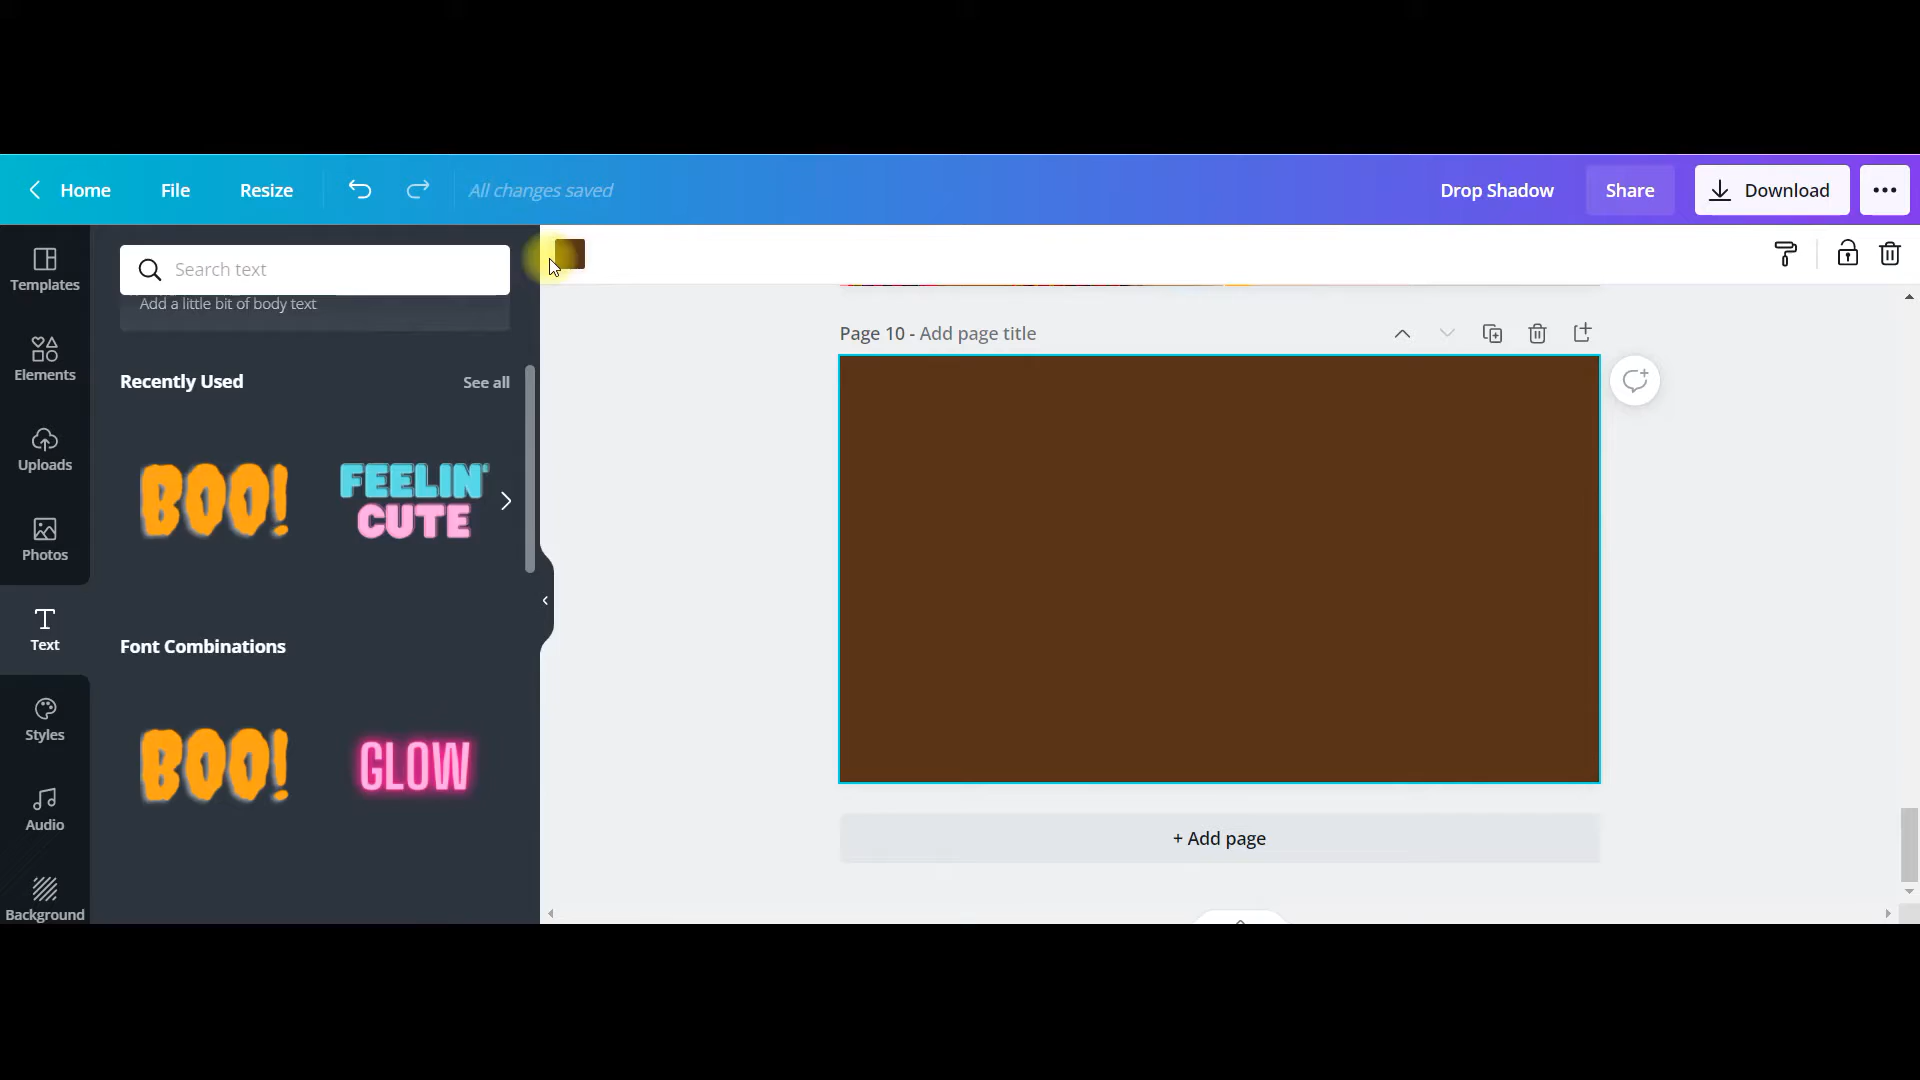 Home File Resize All changes saved Drop Shadow Share Download
Templates
Elements
Uploads
Photos
Text
Styles
Audio
Background
Search text
Add a little bit of body text
Recently Used See all
BOO!
FEELIN'
CUTE
Font Combinations
BOO!
GLOW
Page 10 - Add page title
+ Add page